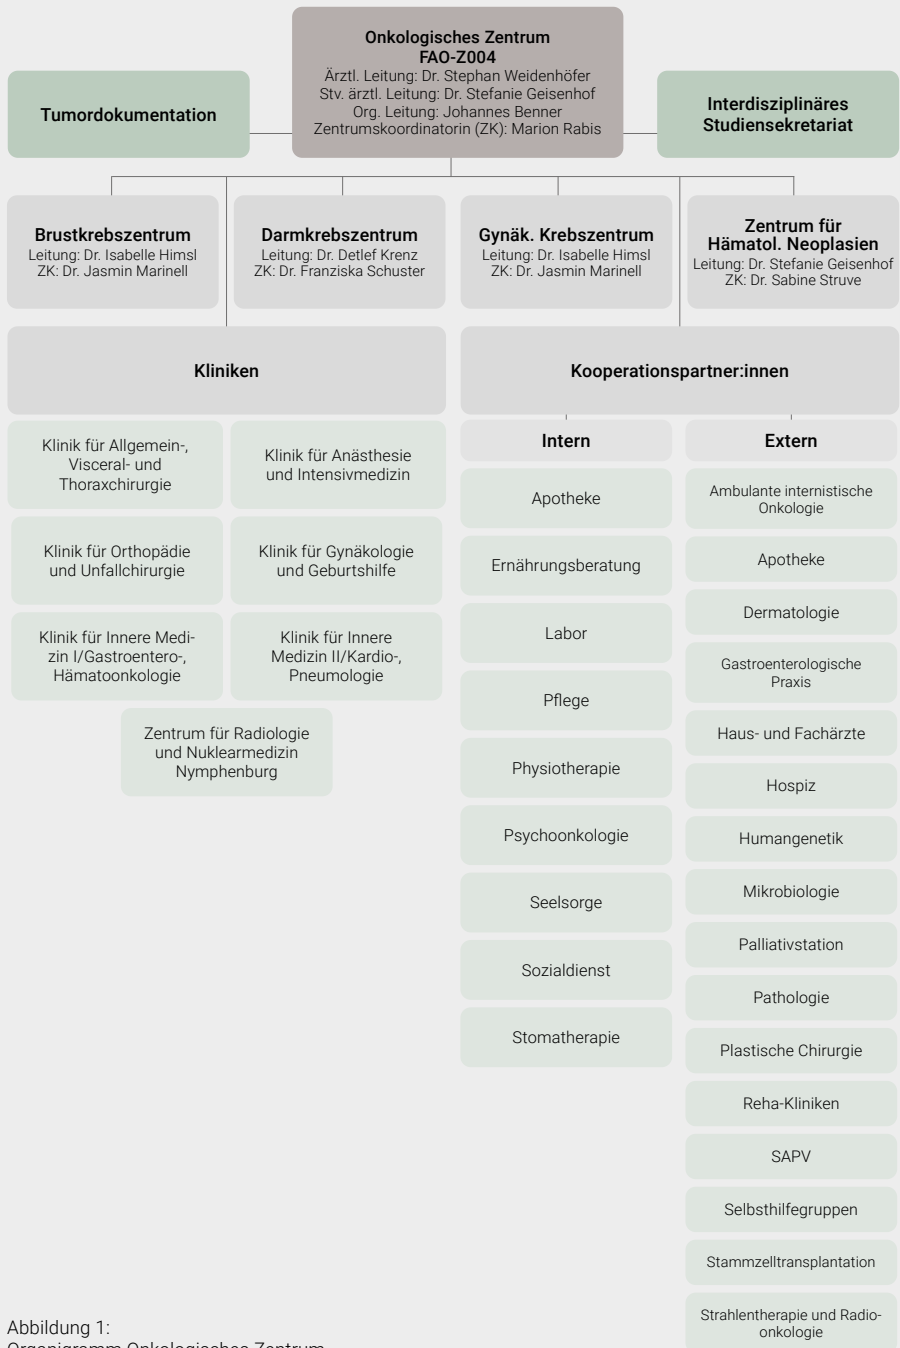 Onkologisches Zentrum
FAO-Z004
Ärztl. Leitung: Dr. Stephan Weidenhöfer
Stv. ärztl. Leitung: Dr. Stefanie Geisenhof
Org. Leitung: Johannes Benner
Zentrumskoordinatorin (ZK): Marion Rabis
Tumordokumentation
Interdisziplinäres
Studiensekretariat
Brustkrebszentrum
Leitung: Dr. Isabelle Himsl
ZK: Dr. Jasmin Marinell
Darmkrebszentrum
Leitung: Dr. Detlef Krenz
ZK: Dr. Franziska Schuster
Gynäk. Krebszentrum
Leitung: Dr. Isabelle Himsl
ZK: Dr. Jasmin Marinell
Zentrum für
Hämatol. Neoplasien
Leitung: Dr. Stefanie Geisenhof
ZK: Dr. Sabine Struve
Kliniken
Klinik für Allgemein-,
Visceral- und
Thoraxchirurgie
Klinik für Anästhesie
und Intensivmedizin
Klinik für Orthopädie
und Unfallchirurgie
Klinik für Gynäkologie
und Geburtshilfe
Klinik für Innere Medi-
zin I/Gastroentero-,
Hämatoonkologie
Klinik für Innere
Medizin II/Kardio-,
Pneumologie
Zentrum für Radiologie
und Nuklearmedizin
Nymphenburg
Kooperationspartner:innen
Intern
Apotheke
Ernährungsberatung
Labor
Pflege
Physiotherapie
Psychoonkologie
Seelsorge
Sozialdienst
Stomatherapie
Extern
Ambulante internistische
Onkologie
Apotheke
Dermatologie
Gastroenterologische
Praxis
Haus- und Fachärzte
Hospiz
Humangenetik
Mikrobiologie
Palliativstation
Pathologie
Plastische Chirurgie
Reha-Kliniken
SAPV
Selbsthilfegruppen
Stammzelltransplantation
Strahlentherapie und Radio-
onkologie
Abbildung 1:
Organigramm Onkologisches Zentrum